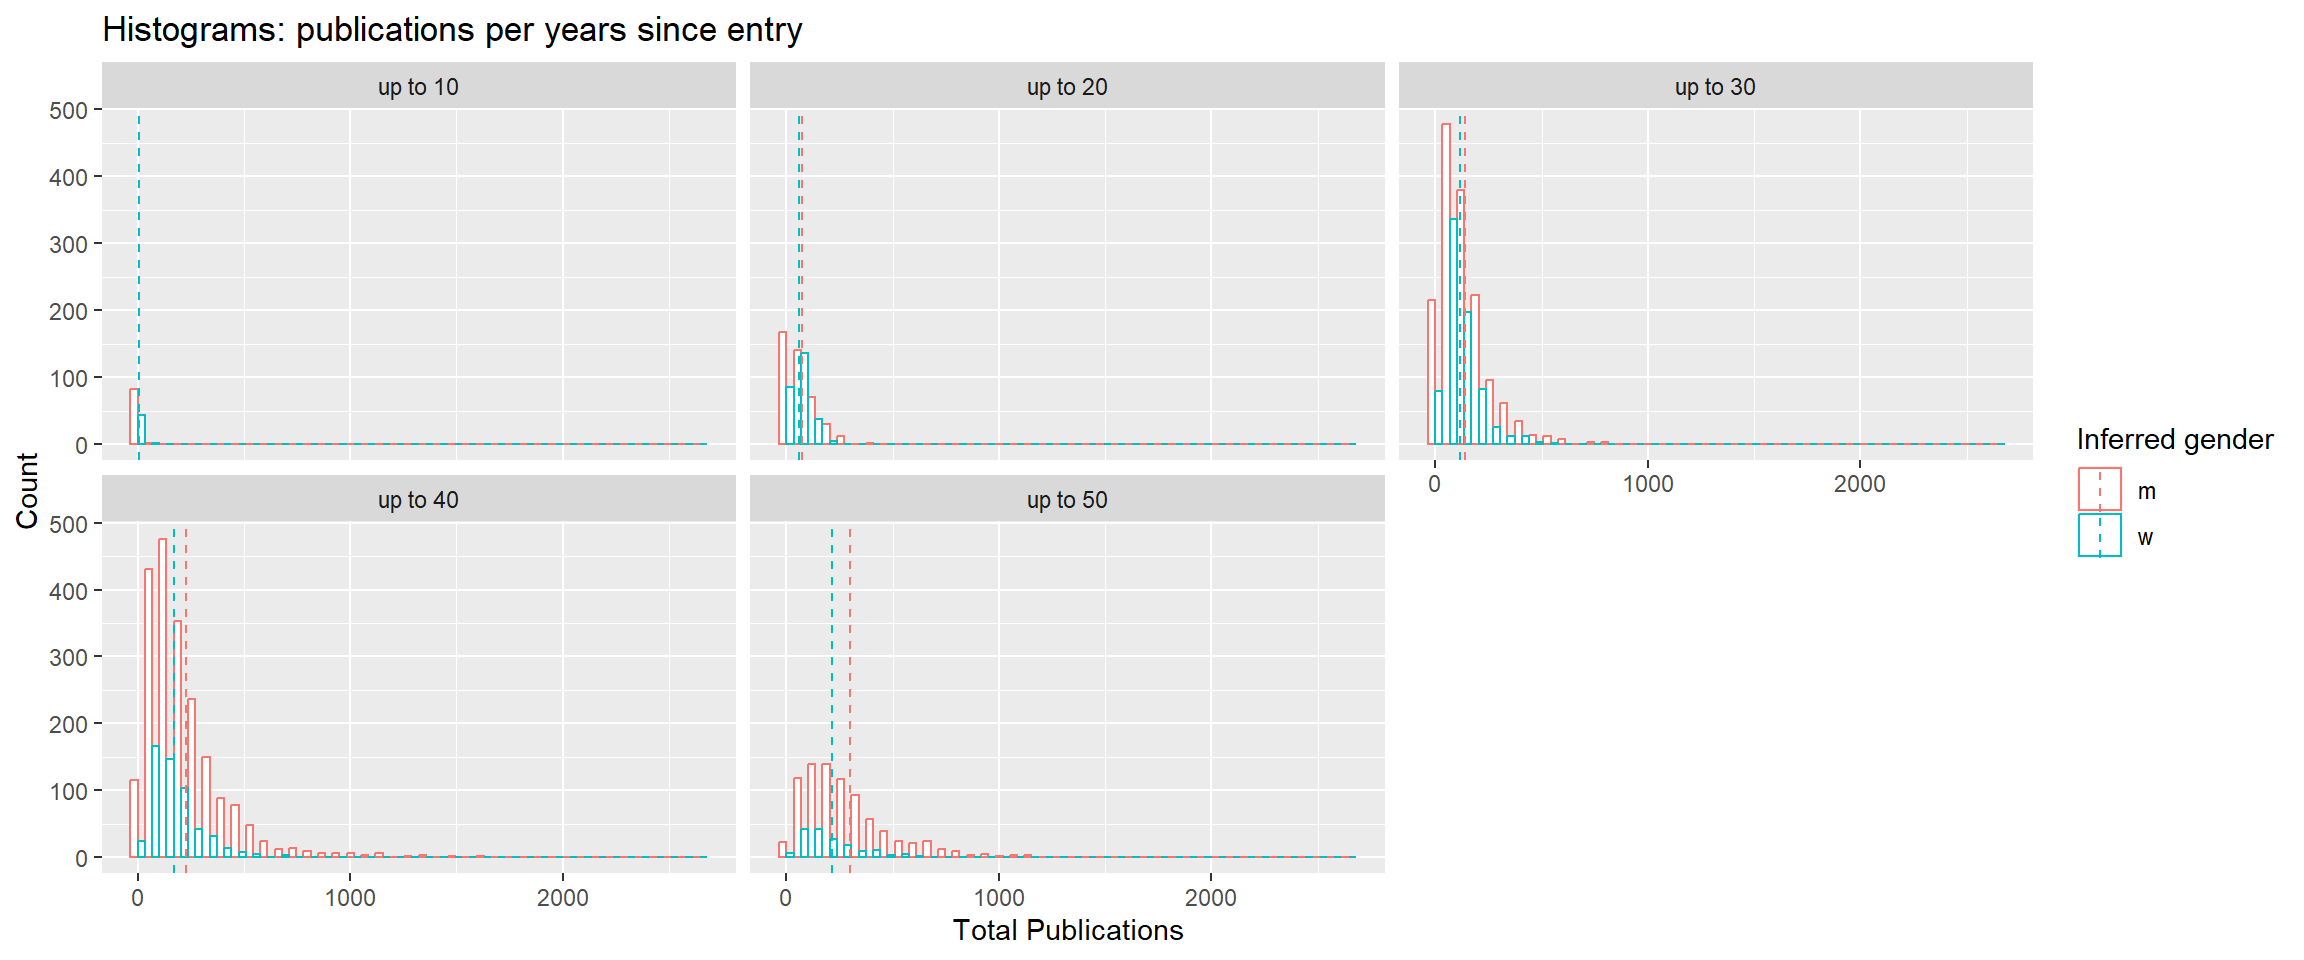 Histograms: publications per years since entry
up to 10
up to 20
up to 30
500
400
300
200
100
0
0
1000
2000
up to 40
up to 50
500
400
300
200
100
0
0
1000
2000
0
1000
2000
Count
Total Publications
Inferred gender
m
w